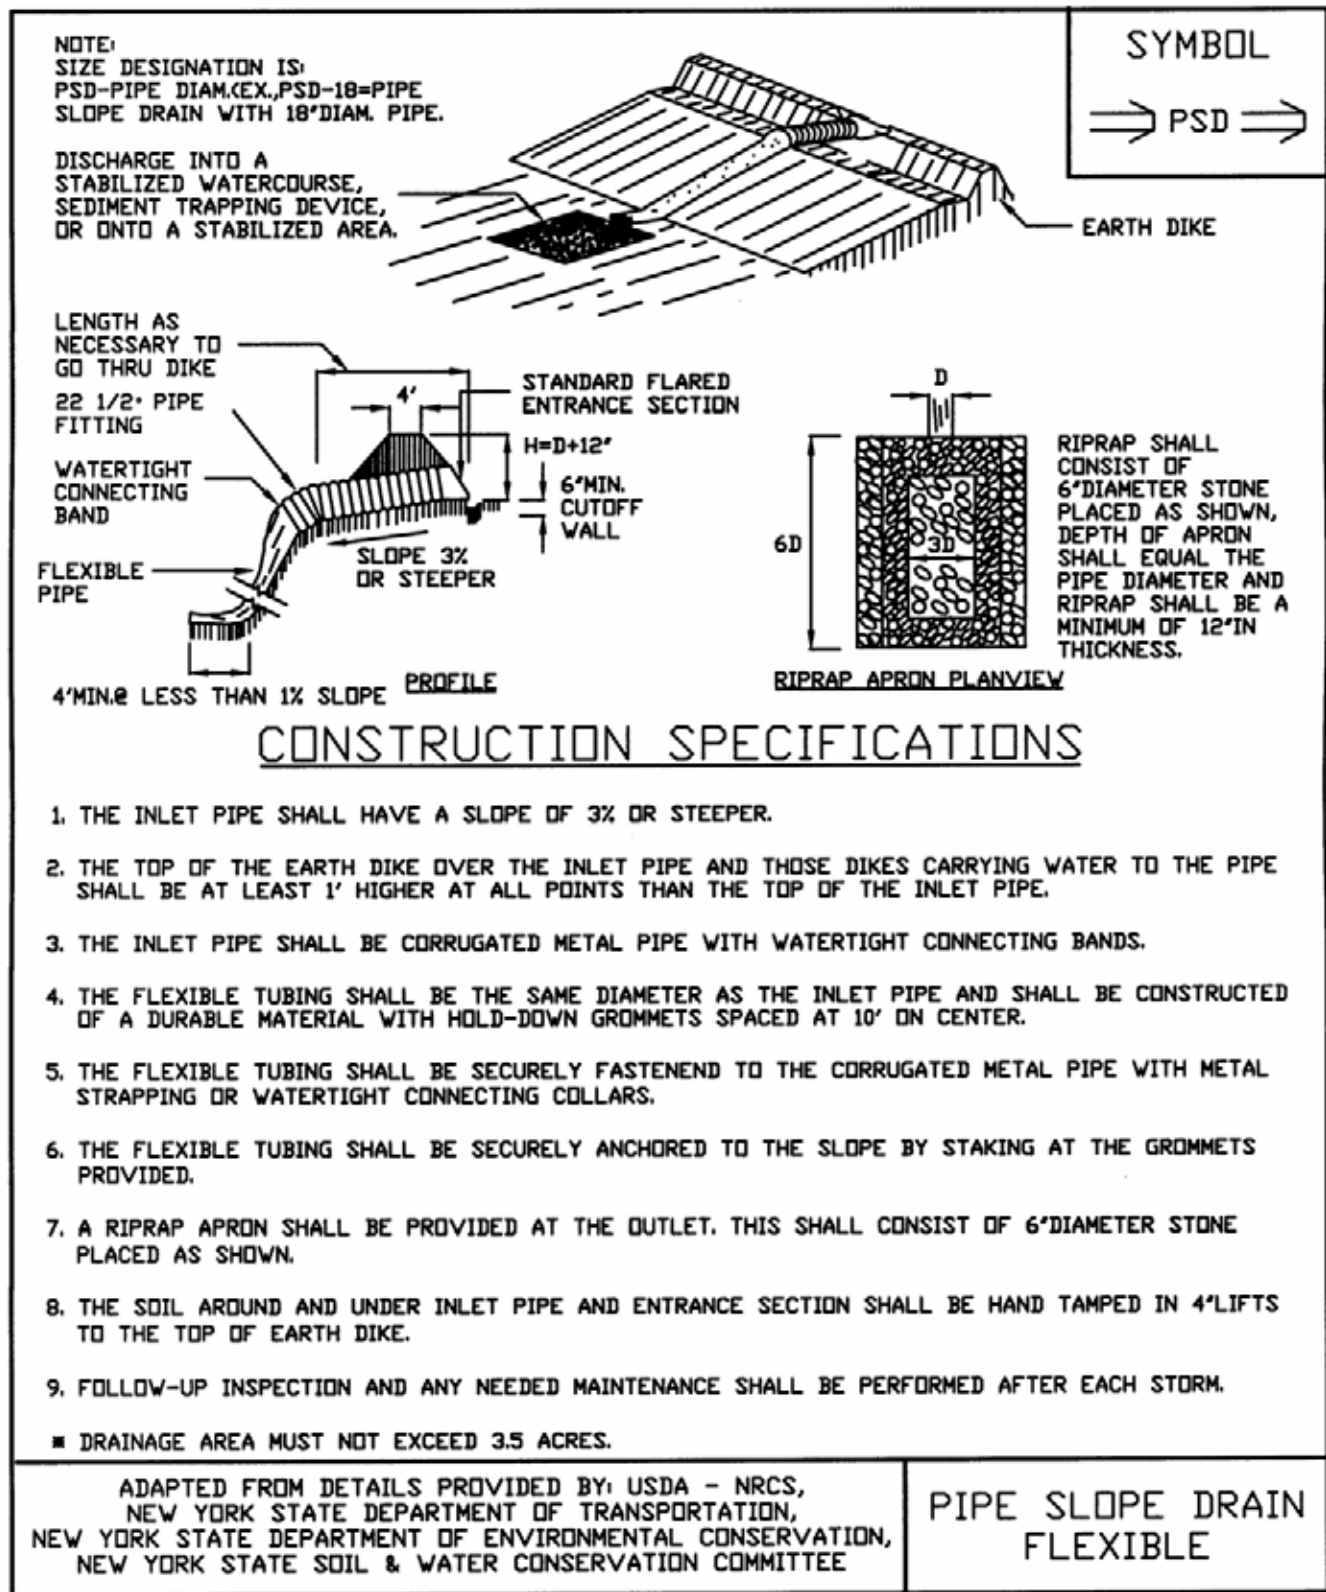 NOTE:
SIZE DESIGNATION IS:
PSD-PIPE DIAM.(EX.,PSD-18=PIPE
SLOPE DRAIN WITH 18"DIAM. PIPE.
SYMBOL
PSD
DISCHARGE INTO A
STABILIZED WATERCOURSE,
SEDIMENT TRAPPING DEVICE,
OR ONTO A STABILIZED AREA.
EARTH DIKE
LENGTH AS
NECESSARY TO
GO THRU DIKE
22 1/2° PIPE
FITTING
WATERTIGHT
CONNECTING
BAND
FLEXIBLE
PIPE
4'
STANDARD FLARED
ENTRANCE SECTION
H=D+12"
6"MIN.
CUTOFF
WALL
SLOPE 3%
OR STEEPER
4'MIN.@ LESS THAN 1% SLOPE
PROFILE
D
6D
3D
RIPRAP SHALL
CONSIST OF
6"DIAMETER STONE
PLACED AS SHOWN,
DEPTH OF APRON
SHALL EQUAL THE
PIPE DIAMETER AND
RIPRAP SHALL BE A
MINIMUM OF 12"IN
THICKNESS.
RIPRAP APRON PLANVIEW
CONSTRUCTION SPECIFICATIONS
1. THE INLET PIPE SHALL HAVE A SLOPE OF 3% OR STEEPER.
2. THE TOP OF THE EARTH DIKE OVER THE INLET PIPE AND THOSE DIKES CARRYING WATER TO THE PIPE
SHALL BE AT LEAST 1' HIGHER AT ALL POINTS THAN THE TOP OF THE INLET PIPE.
3. THE INLET PIPE SHALL BE CORRUGATED METAL PIPE WITH WATERTIGHT CONNECTING BANDS.
4. THE FLEXIBLE TUBING SHALL BE THE SAME DIAMETER AS THE INLET PIPE AND SHALL BE CONSTRUCTED
OF A DURABLE MATERIAL WITH HOLD-DOWN GROMMETS SPACED AT 10' ON CENTER.
5. THE FLEXIBLE TUBING SHALL BE SECURELY FASTENEND TO THE CORRUGATED METAL PIPE WITH METAL
STRAPPING OR WATERTIGHT CONNECTING COLLARS.
6. THE FLEXIBLE TUBING SHALL BE SECURELY ANCHORED TO THE SLOPE BY STAKING AT THE GROMMETS
PROVIDED.
7. A RIPRAP APRON SHALL BE PROVIDED AT THE OUTLET. THIS SHALL CONSIST OF 6"DIAMETER STONE
PLACED AS SHOWN.
8. THE SOIL AROUND AND UNDER INLET PIPE AND ENTRANCE SECTION SHALL BE HAND TAMPED IN 4"LIFTS
TO THE TOP OF EARTH DIKE.
9. FOLLOW-UP INSPECTION AND ANY NEEDED MAINTENANCE SHALL BE PERFORMED AFTER EACH STORM.
* DRAINAGE AREA MUST NOT EXCEED 3.5 ACRES.
ADAPTED FROM DETAILS PROVIDED BY: USDA - NRCS,
NEW YORK STATE DEPARTMENT OF TRANSPORTATION,
NEW YORK STATE DEPARTMENT OF ENVIRONMENTAL CONSERVATION,
NEW YORK STATE SOIL & WATER CONSERVATION COMMITTEE
PIPE SLOPE DRAIN
FLEXIBLE